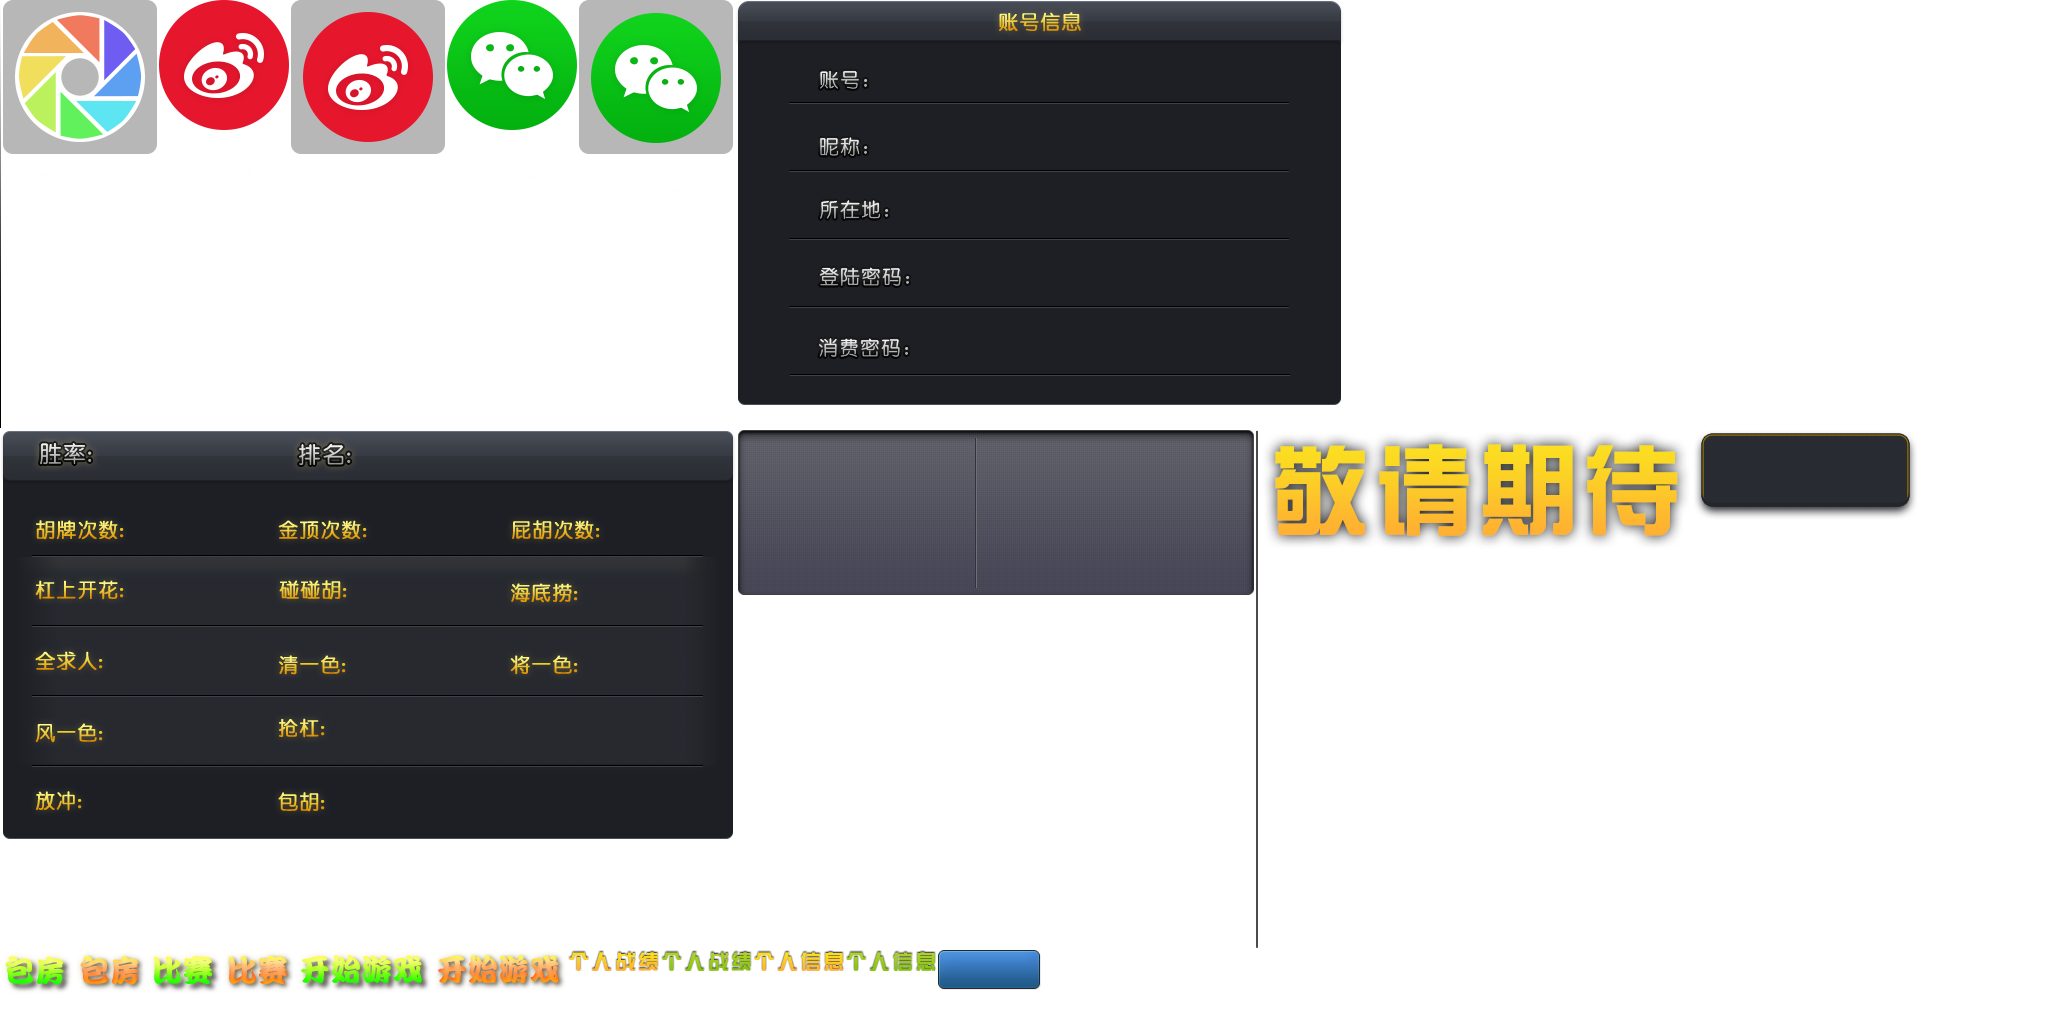 账号信息
账号：
昵称：
所在地：
登陆密码：
消费密码：
胜率: 排名:
胡牌次数: 金顶次数: 屁胡次数:
杠上开花: 碰碰胡: 海底捞:
全求人: 清一色: 将一色:
风一色: 抢杠:
放冲: 包胡:
敬请期待
包房 包房 比赛 比赛 开始游戏 开始游戏 个人战绩 个人战绩 个人信息 个人信息